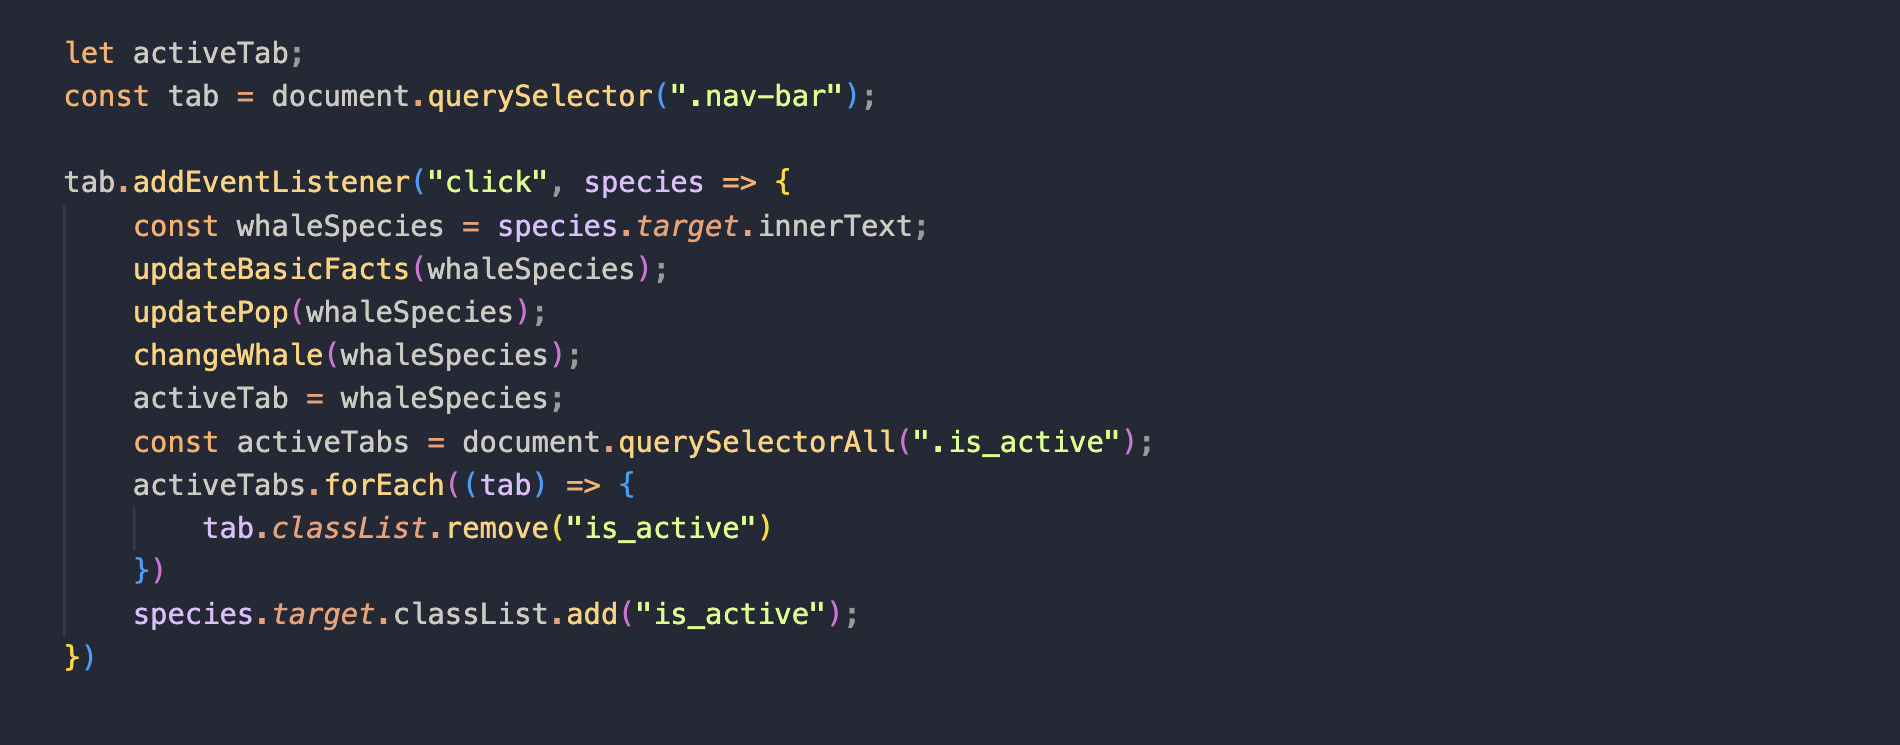 let activeTab;
const tab = document.querySelector(".nav-bar");

tab.addEventListener("click", species => {
    const whaleSpecies = species.target.innerText;
    updateBasicFacts(whaleSpecies);
    updatePop(whaleSpecies);
    changeWhale(whaleSpecies);
    activeTab = whaleSpecies;
    const activeTabs = document.querySelectorAll(".is_active");
    activeTabs.forEach((tab) => {
        tab.classList.remove("is_active")
    })
    species.target.classList.add("is_active");
})